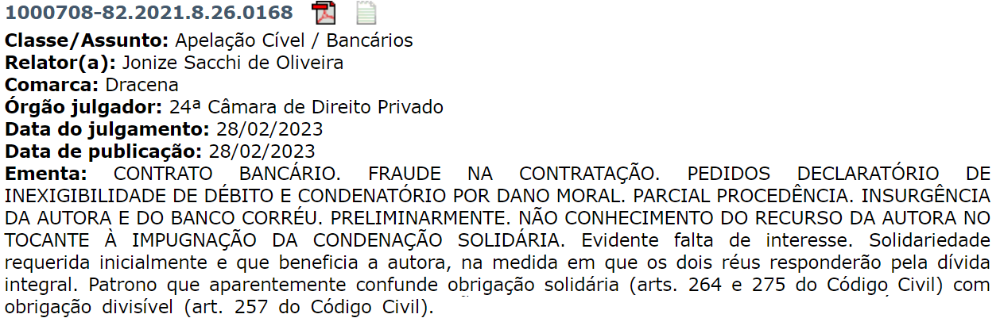 1000708-82.2021.8.26.0168
Classe/Assunto: Apelação Cível / Bancários
Relator(a): Jonize Sacchi de Oliveira
Comarca: Dracena
Órgão julgador: 24ª Câmara de Direito Privado
Data do julgamento: 28/02/2023
Data de publicação: 28/02/2023
Ementa: CONTRATO BANCÁRIO. FRAUDE NA CONTRATAÇÃO. PEDIDOS DECLARATÓRIO DE
INEXIGIBILIDADE DE DÉBITO E CONDENATÓRIO POR DANO MORAL. PARCIAL PROCEDÊNCIA. INSURGÊNCIA
DA AUTORA E DO BANCO CORRÉU. PRELIMINARMENTE. NÃO CONHECIMENTO DO RECURSO DA AUTORA NO
TOCANTE À IMPUGNAÇÃO DA CONDENAÇÃO SOLIDÁRIA. Evidente falta de interesse. Solidariedade
requerida inicialmente e que beneficia a autora, na medida em que os dois réus responderão pela dívida
integral. Patrono que aparentemente confunde obrigação solidária (arts. 264 e 275 do Código Civil) com
obrigação divisível (art. 257 do Código Civil).